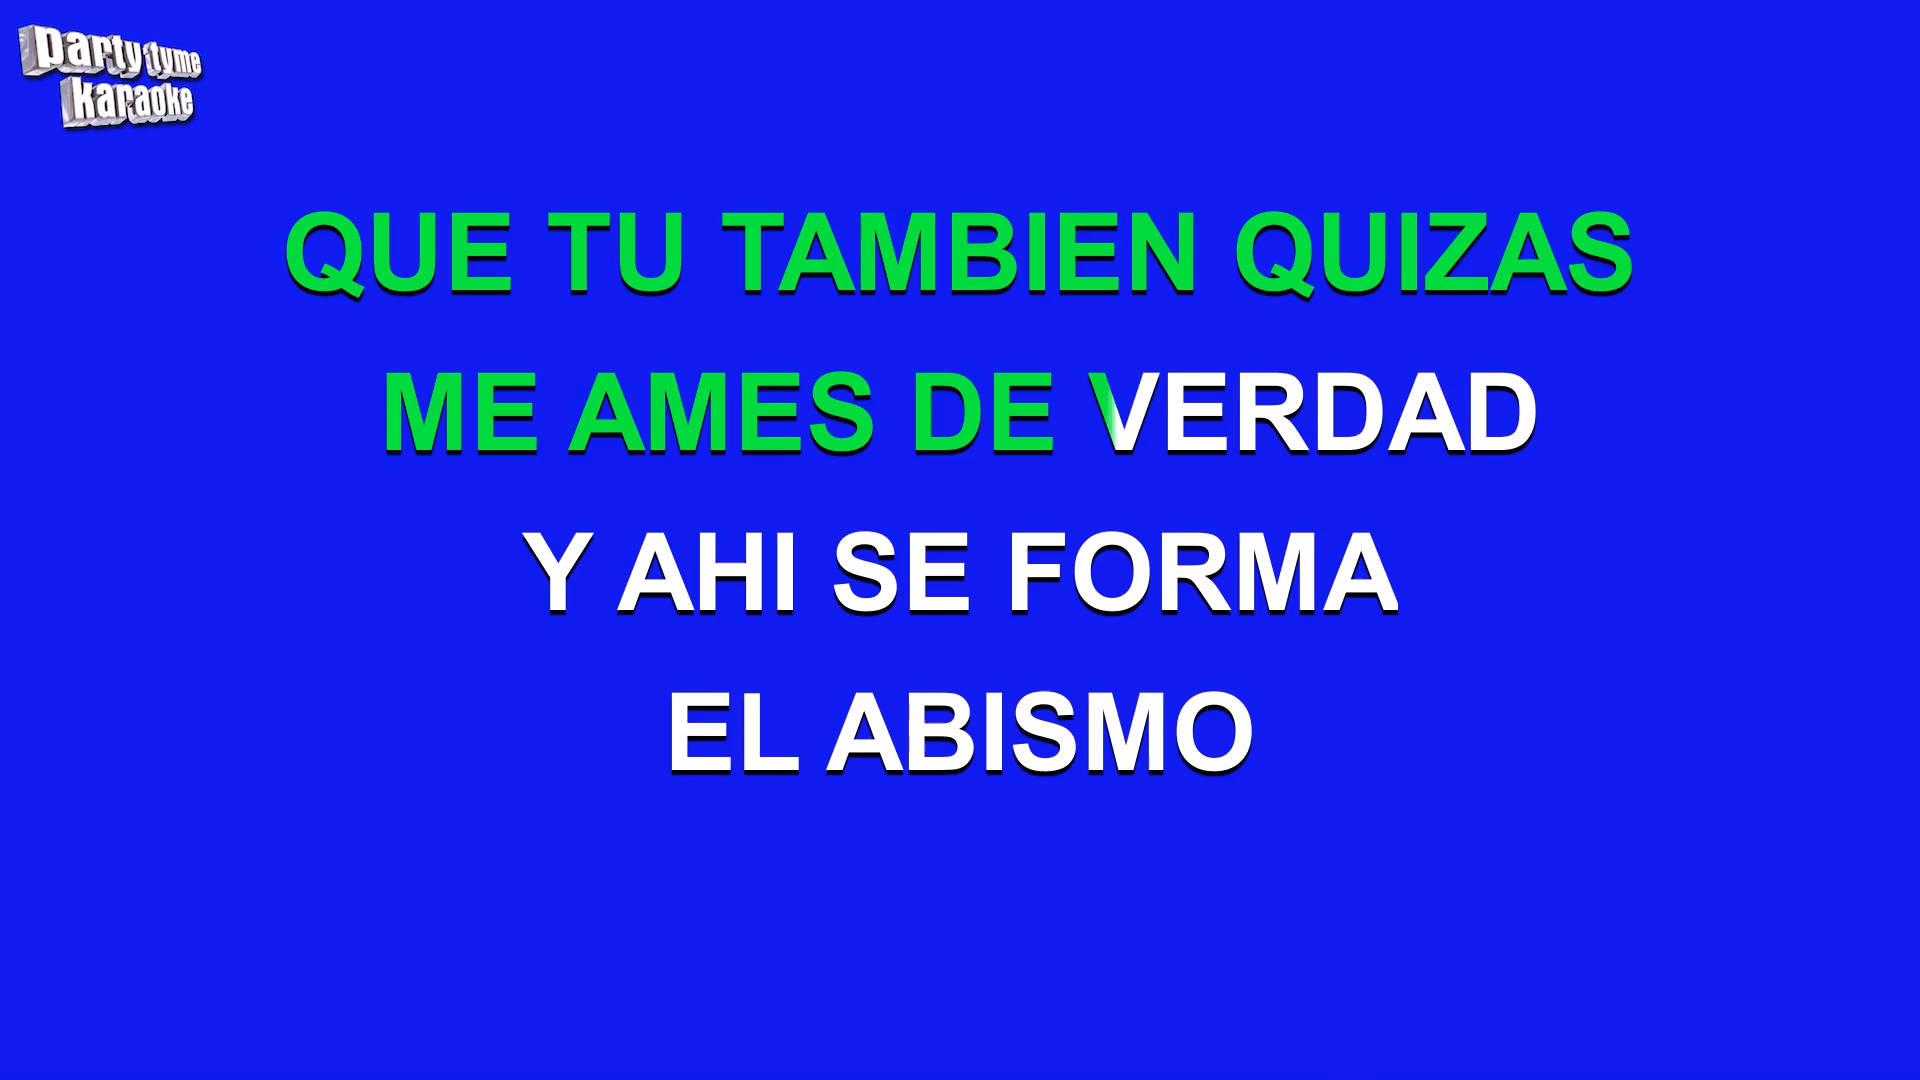 party tyme
karaoke
QUE TU TAMBIEN QUIZAS
ME AMES DE VERDAD
Y AHI SE FORMA
EL ABISMO